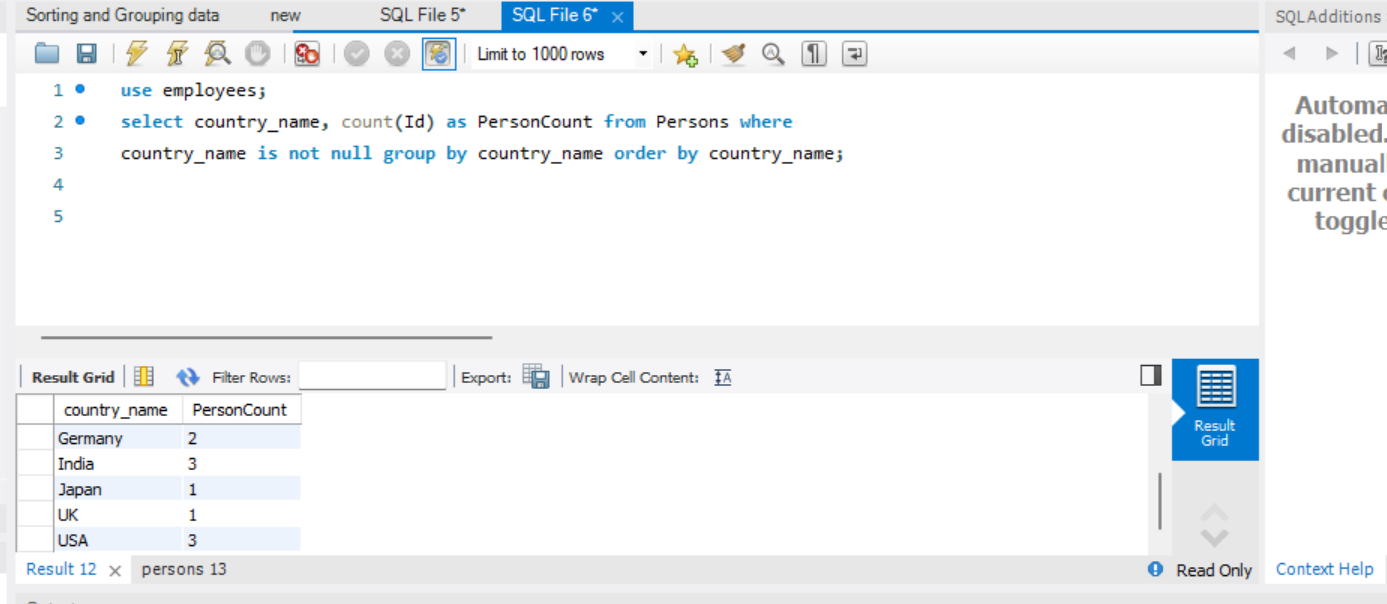 Sorting and Grouping data new SQL File 5* SQL File 6* SQLAdditions
Limit to 1000 rows
1 use employees;
2 select country_name, count(Id) as PersonCount from Persons where
3 country_name is not null group by country_name order by country_name;
4
5
disabled.
current
toggle
Result Grid Filter Rows: Export: Wrap Cell Content:
country_name PersonCount
Germany 2
India 3
Japan 1
UK 1
USA 3
Result
Grid
Result 12 persons 13 Read Only Context Help